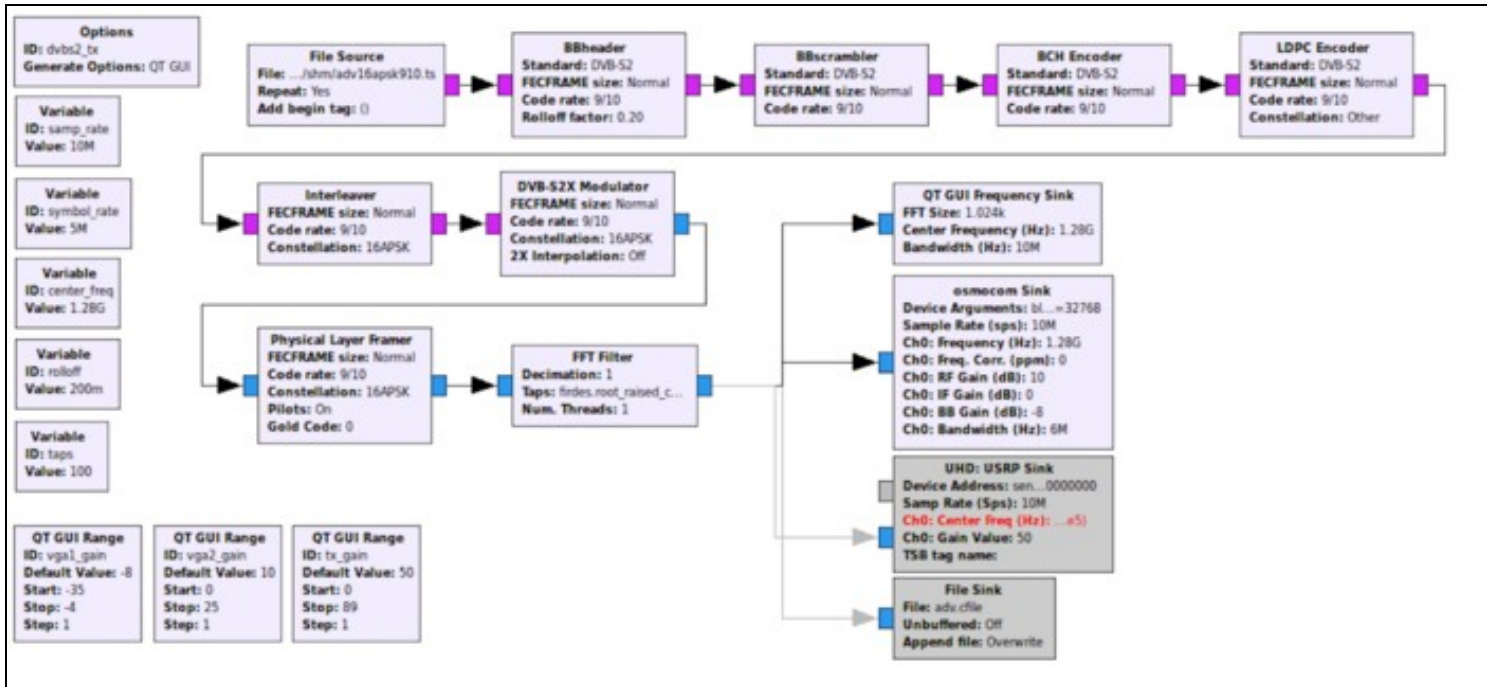 Options
ID: dvbs2_tx
Generate Options: QT GUI
Variable
ID: samp_rate
Value: 10M
Variable
ID: symbol_rate
Value: 5M
Variable
ID: center_freq
Value: 1.28G
Variable
ID: rolloff
Value: 200m
Variable
ID: taps
Value: 100
File Source
File: .../shm/adv16apsk910.ts
Repeat: Yes
Add begin tag: ()
BBheader
Standard: DVB-S2
FECFRAME size: Normal
Code rate: 9/10
Rolloff factor: 0.20
BBscrambler
Standard: DVB-S2
FECFRAME size: Normal
Code rate: 9/10
BCH Encoder
Standard: DVB-S2
FECFRAME size: Normal
Code rate: 9/10
LDPC Encoder
Standard: DVB-S2
FECFRAME size: Normal
Code rate: 9/10
Constellation: Other
Interleaver
FECFRAME size: Normal
Code rate: 9/10
Constellation: 16APSK
DVB-S2X Modulator
FECFRAME size: Normal
Code rate: 9/10
Constellation: 16APSK
2X Interpolation: Off
QT GUI Frequency Sink
FFT Size: 1.024k
Center Frequency (Hz): 1.28G
Bandwidth (Hz): 10M
Physical Layer Framer
FECFRAME size: Normal
Code rate: 9/10
Constellation: 16APSK
Pilots: On
Gold Code: 0
FFT Filter
Decimation: 1
Taps: firdes.root_raised_c...
Num. Threads: 1
osmocom Sink
Device Arguments: bl...=32768
Sample Rate (sps): 10M
Ch0: Frequency (Hz): 1.28G
Ch0: Freq. Corr. (ppm): 0
Ch0: RF Gain (dB): 10
Ch0: IF Gain (dB): 0
Ch0: BB Gain (dB): -8
Ch0: Bandwidth (Hz): 6M
UHD: USRP Sink
Device Address: sen...0000000
Samp Rate (Sps): 10M
Ch0: Center Freq (Hz): ...e5)
Ch0: Gain Value: 50
TSB tag name:
File Sink
File: adv.cfile
Unbuffered: Off
Append file: Overwrite
QT GUI Range
ID: vga1_gain
Default Value: -8
Start: -35
Stop: -4
Step: 1
QT GUI Range
ID: vga2_gain
Default Value: 10
Start: 0
Stop: 25
Step: 1
QT GUI Range
ID: tx_gain
Default Value: 50
Start: 0
Stop: 89
Step: 1